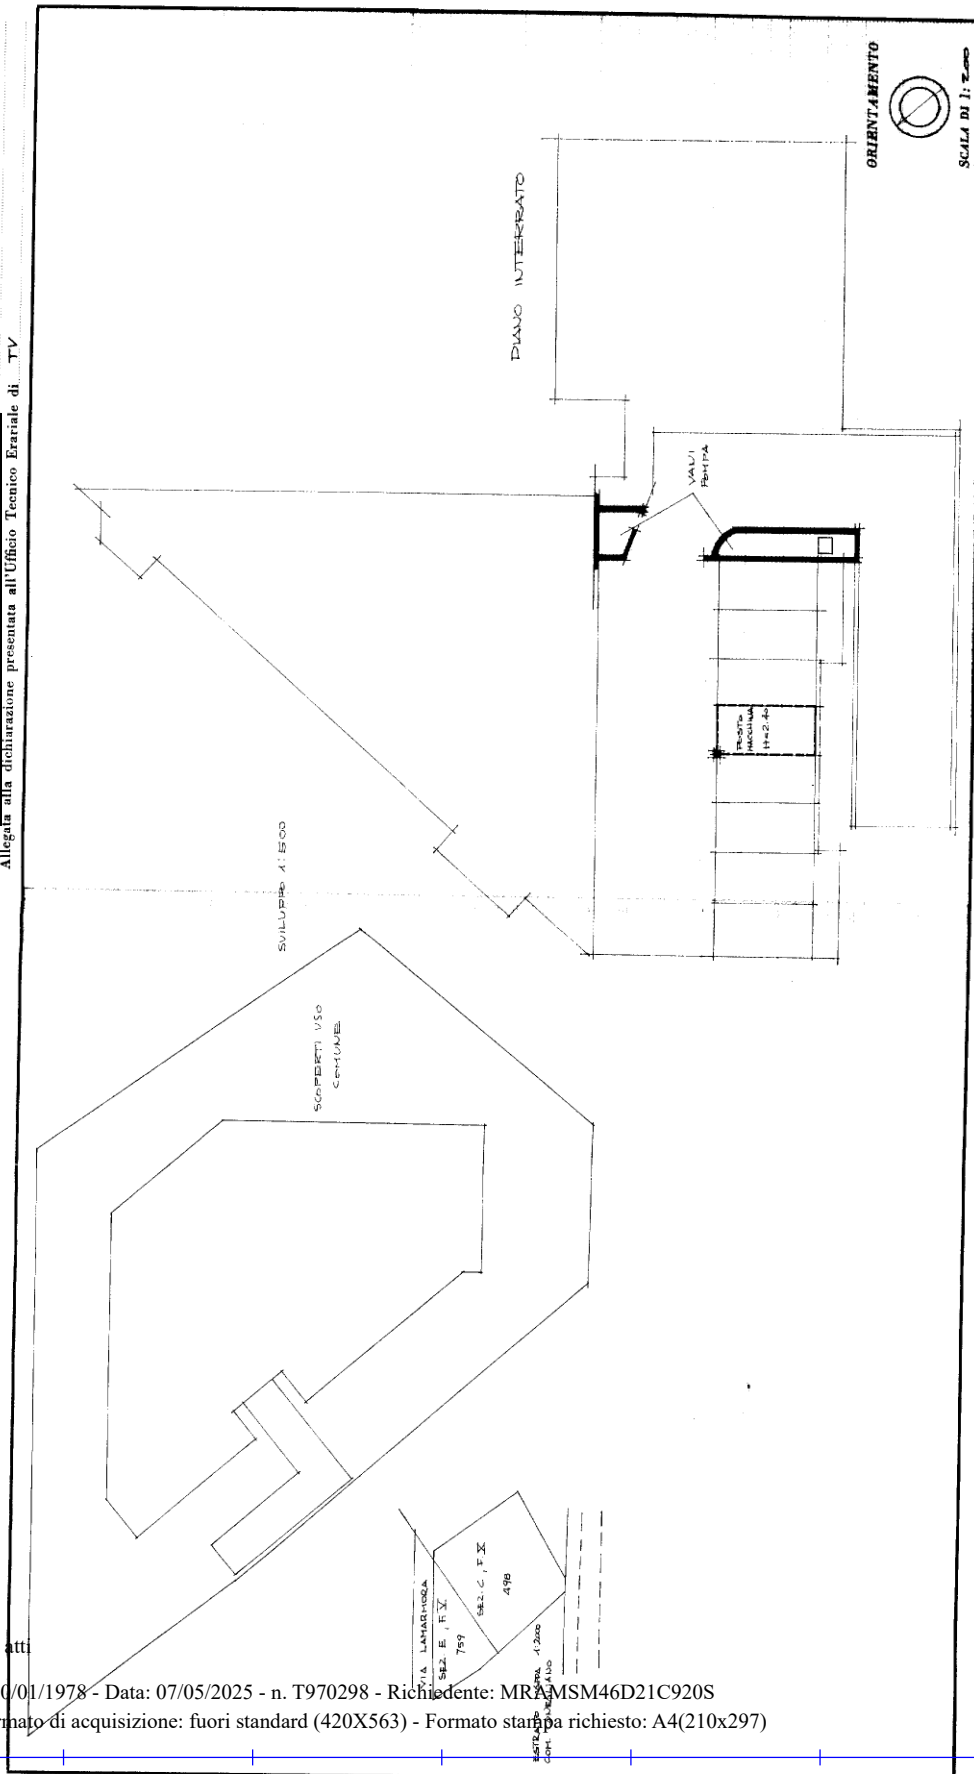 Allegata alla dichiarazione presentata all'Ufficio Tecnico Erariale di TV
ORIENTAMENTO
SCALA DI 1: 200
PIANO INTERRATO
VANI
POMPA
POSTO
MACCHINA
H=2.40
SVILUPPO 1:500
SCOPERTI USO
COMUNE
VIA LAMARMORA
SEZ. E, F. V
759
SEZ. C, F. X
498
ESTRATTO MAPPA 1:2000
COM.
atti
0/01/1978 - Data: 07/05/2025 - n. T970298 - Richiedente: MRAMSM46D21C920S
mato di acquisizione: fuori standard (420X563) - Formato stampa richiesto: A4(210x297)